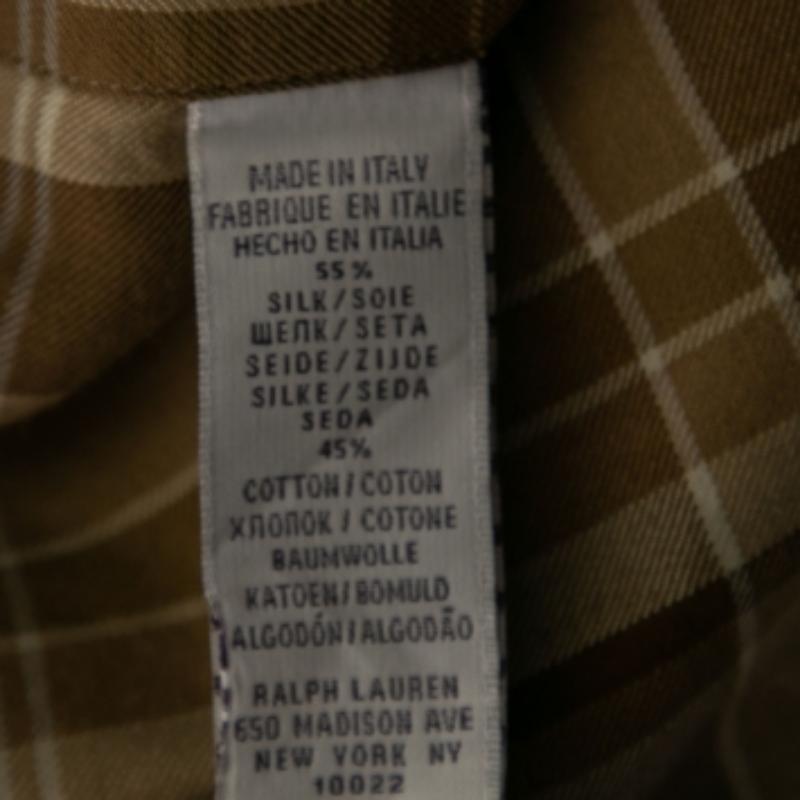 MADE IN ITALY
FABRIQUE EN ITALIE
HECHO EN ITALIA
55%
SILK/SOIE
ШЕЛК/SETA
SEIDE/ZIJDE
SILKE/SEDA
SEDA
45%
COTTON/COTON
ХЛОПОК / COTONE
BAUMWOLLE
KATOEN/BOMULD
ALGODÓN/ALGODÃO
RALPH LAUREN
650 MADISON AVE
NEW YORK NY
10022